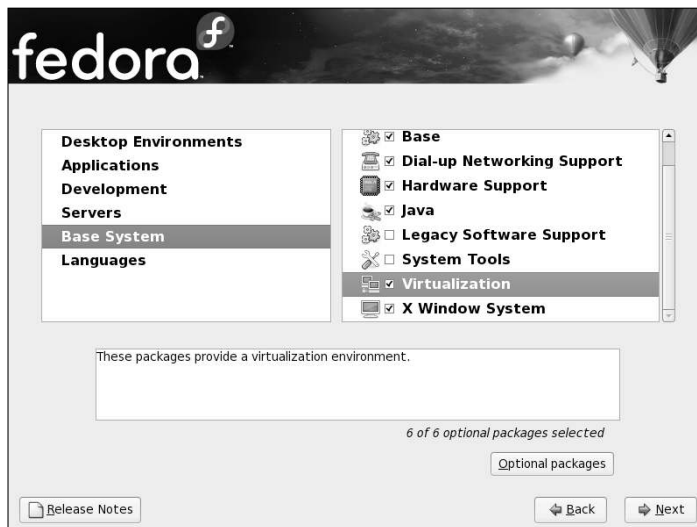 fedora
Desktop Environments
Applications
Development
Servers
Base System
Languages
Base
Dial-up Networking Support
Hardware Support
Java
Legacy Software Support
System Tools
Virtualization
X Window System
These packages provide a virtualization environment.
6 of 6 optional packages selected
Optional packages
Release Notes
Back
Next